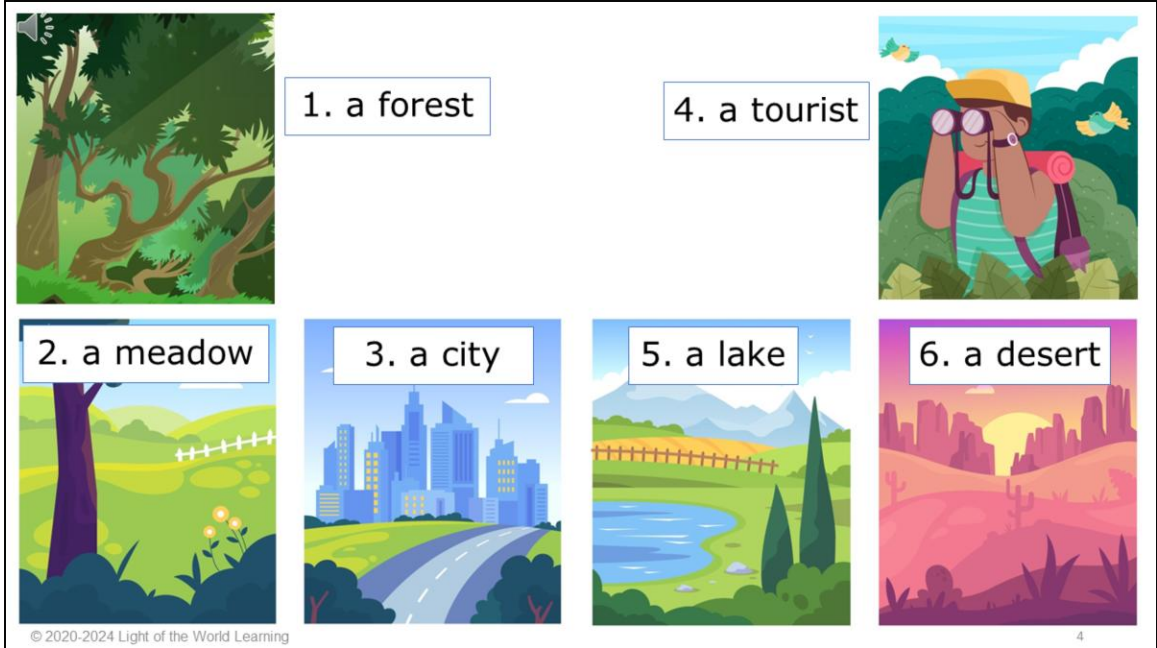 1. a forest
4. a tourist
2. a meadow
3. a city
5. a lake
6. a desert
© 2020-2024 Light of the World Learning
4